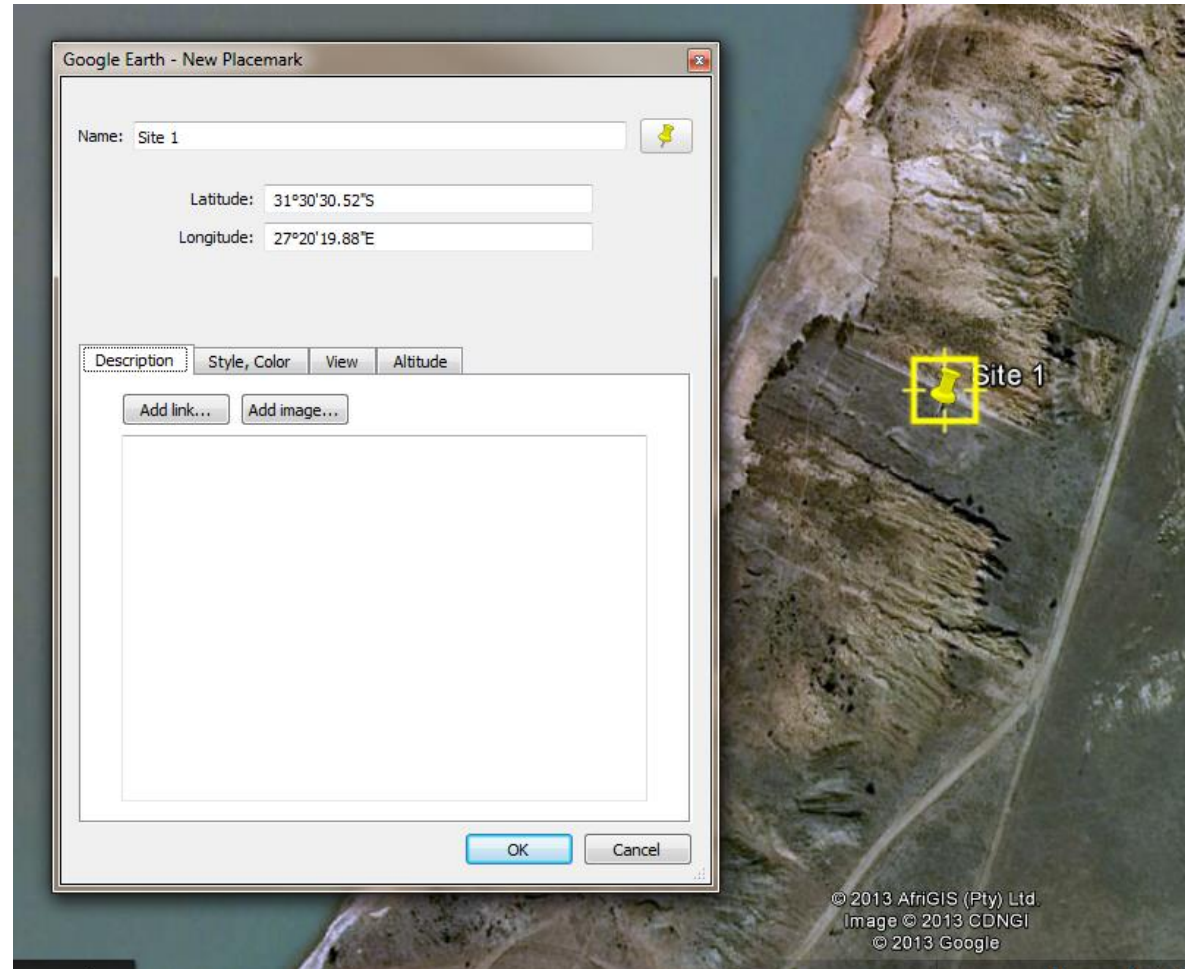 Google Earth - New Placemark
Name: Site 1
Latitude: 31°30'30.52"S
Longitude: 27°20'19.88"E
Description Style, Color View Altitude
Add link... Add image...
Site 1
OK Cancel
© 2013 AfriGIS (Pty) Ltd.
Image © 2013 CDNGI
© 2013 Google